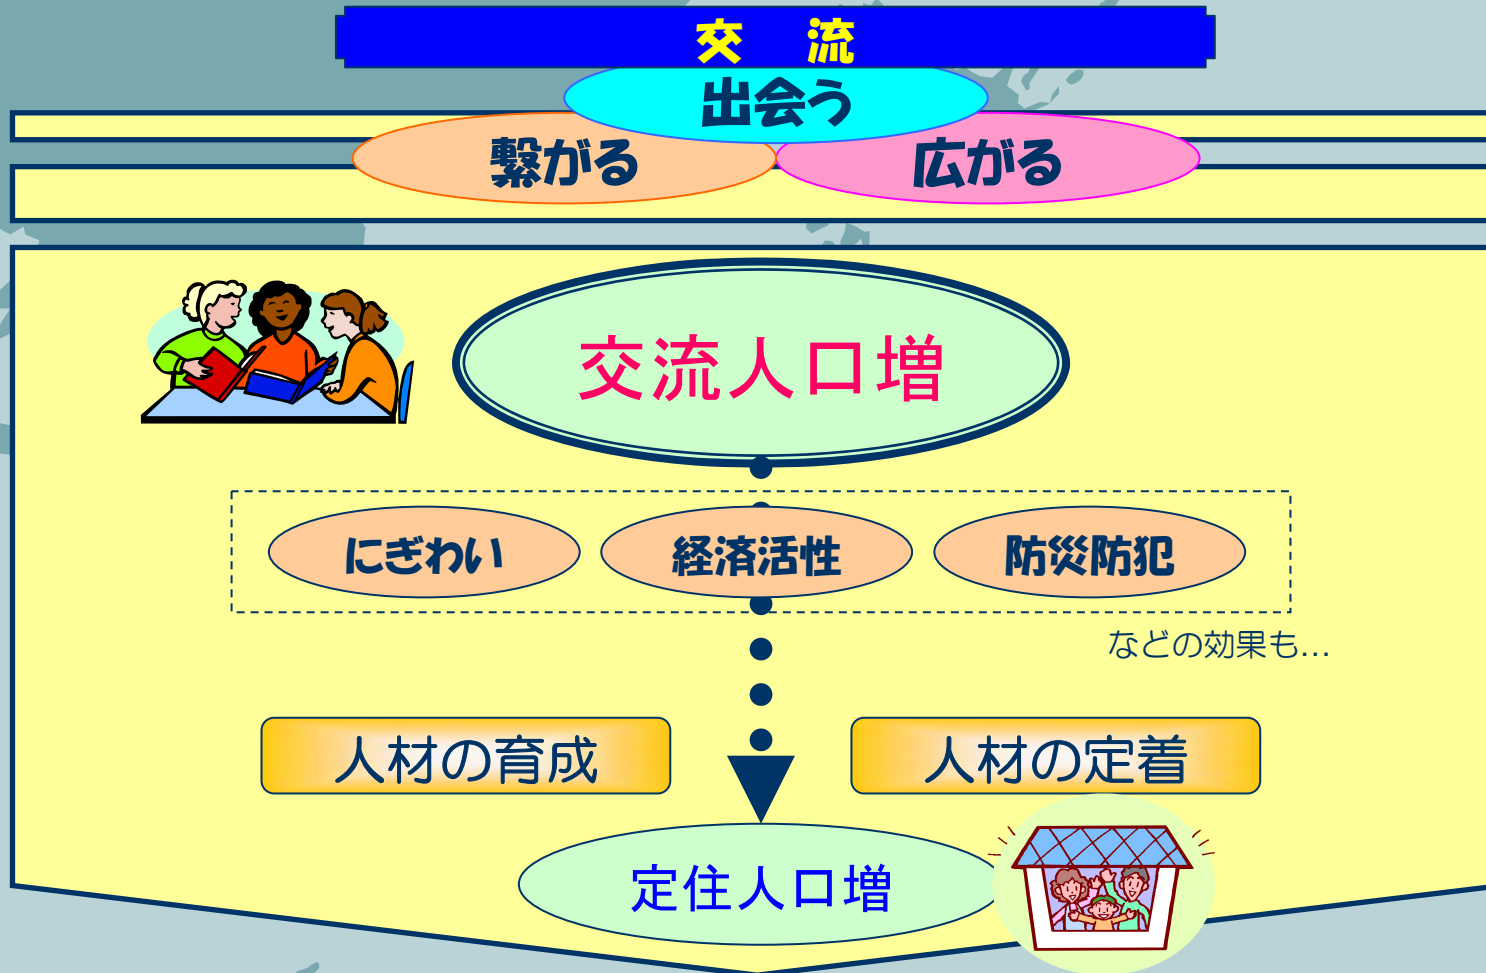 交　流
出会う
繋がる
広がる
交流人口増
にぎわい
経済活性
防災防犯
などの効果も…
人材の育成
人材の定着
定住人口増